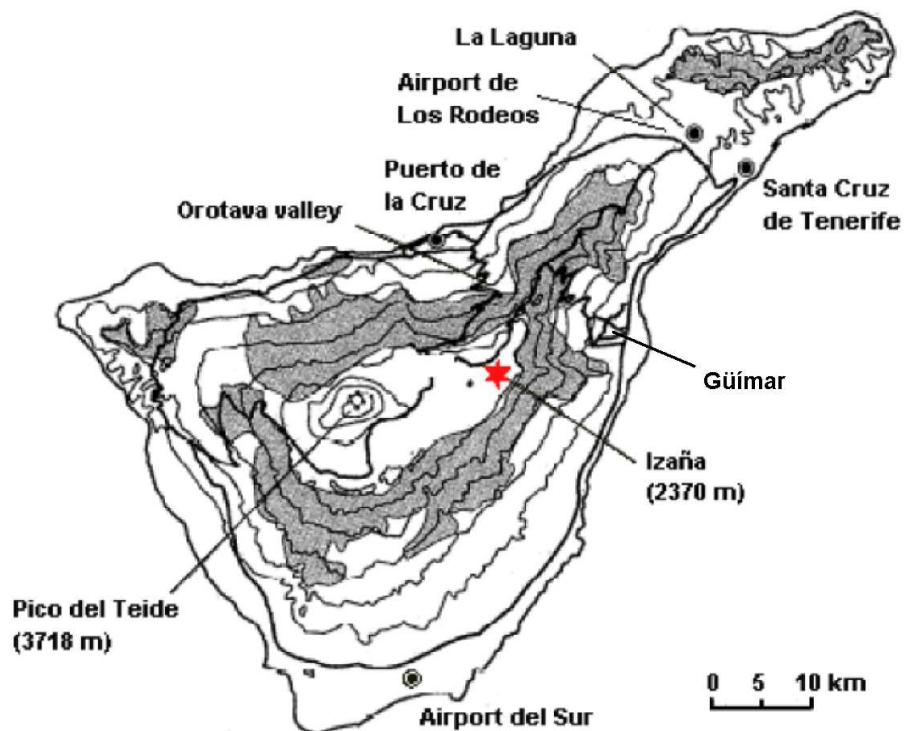 La Laguna
Airport de
Los Rodeos
Puerto de
la Cruz
Orotava valley
Santa Cruz
de Tenerife
Güímar
Izaña
(2370 m)
Pico del Teide
(3718 m)
0 5 10 km
Airport del Sur